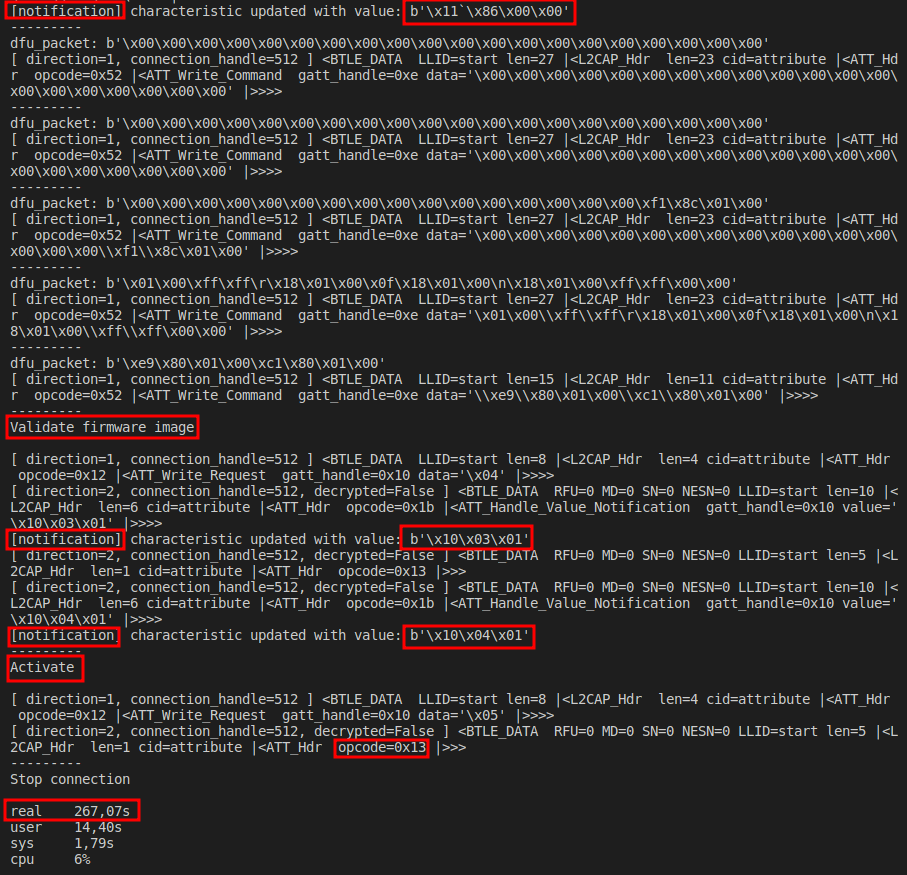 [notification] characteristic updated with value: b'\x11`\x86\x00\x00'
---------
dfu_packet: b'\x00\x00\x00\x00\x00\x00\x00\x00\x00\x00\x00\x00\x00\x00\x00\x00\x00\x00\x00\x00'
[ direction=1, connection_handle=512 ] <BTLE_DATA  LLID=start len=27 |<L2CAP_Hdr  len=23 cid=attribute |<ATT_Hd
r  opcode=0x52 |<ATT_Write_Command  gatt_handle=0xe data='\x00\x00\x00\x00\x00\x00\x00\x00\x00\x00\x00\x00\x00\
x00\x00\x00\x00\x00\x00\x00' |>>>>
---------
dfu_packet: b'\x00\x00\x00\x00\x00\x00\x00\x00\x00\x00\x00\x00\x00\x00\x00\x00\x00\x00\x00\x00'
[ direction=1, connection_handle=512 ] <BTLE_DATA  LLID=start len=27 |<L2CAP_Hdr  len=23 cid=attribute |<ATT_Hd
r  opcode=0x52 |<ATT_Write_Command  gatt_handle=0xe data='\x00\x00\x00\x00\x00\x00\x00\x00\x00\x00\x00\x00\x00\
x00\x00\x00\x00\x00\x00\x00' |>>>>
---------
dfu_packet: b'\x00\x00\x00\x00\x00\x00\x00\x00\x00\x00\x00\x00\x00\x00\x00\x00\xf1\x8c\x01\x00'
[ direction=1, connection_handle=512 ] <BTLE_DATA  LLID=start len=27 |<L2CAP_Hdr  len=23 cid=attribute |<ATT_Hd
r  opcode=0x52 |<ATT_Write_Command  gatt_handle=0xe data='\x00\x00\x00\x00\x00\x00\x00\x00\x00\x00\x00\x00\x00\
x00\x00\x00\\xf1\\x8c\x01\x00' |>>>>
---------
dfu_packet: b'\x01\x00\xff\xff\r\x18\x01\x00\x0f\x18\x01\x00\n\x18\x01\x00\xff\xff\x00\x00'
[ direction=1, connection_handle=512 ] <BTLE_DATA  LLID=start len=27 |<L2CAP_Hdr  len=23 cid=attribute |<ATT_Hd
r  opcode=0x52 |<ATT_Write_Command  gatt_handle=0xe data='\x01\x00\\xff\\xff\r\x18\x01\x00\x0f\x18\x01\x00\n\x1
8\x01\x00\\xff\\xff\x00\x00' |>>>>
---------
dfu_packet: b'\xe9\x80\x01\x00\xc1\x80\x01\x00'
[ direction=1, connection_handle=512 ] <BTLE_DATA  LLID=start len=15 |<L2CAP_Hdr  len=11 cid=attribute |<ATT_Hd
r  opcode=0x52 |<ATT_Write_Command  gatt_handle=0xe data='\\xe9\\x80\x01\x00\\xc1\\x80\x01\x00' |>>>>
---------
Validate firmware image
[ direction=1, connection_handle=512 ] <BTLE_DATA  LLID=start len=8 |<L2CAP_Hdr  len=4 cid=attribute |<ATT_Hdr
 opcode=0x12 |<ATT_Write_Request  gatt_handle=0x10 data='\x04' |>>>>
[ direction=2, connection_handle=512, decrypted=False ] <BTLE_DATA  RFU=0 MD=0 SN=0 NESN=0 LLID=start len=10 |<
L2CAP_Hdr  len=6 cid=attribute |<ATT_Hdr  opcode=0x1b |<ATT_Handle_Value_Notification  gatt_handle=0x10 value='
\x10\x03\x01' |>>>>
[notification] characteristic updated with value: b'\x10\x03\x01'
[ direction=2, connection_handle=512, decrypted=False ] <BTLE_DATA  RFU=0 MD=0 SN=0 NESN=0 LLID=start len=5 |<L
2CAP_Hdr  len=1 cid=attribute |<ATT_Hdr  opcode=0x13 |>>>
[ direction=2, connection_handle=512, decrypted=False ] <BTLE_DATA  RFU=0 MD=0 SN=0 NESN=0 LLID=start len=10 |<
L2CAP_Hdr  len=6 cid=attribute |<ATT_Hdr  opcode=0x1b |<ATT_Handle_Value_Notification  gatt_handle=0x10 value='
\x10\x04\x01' |>>>>
[notification] characteristic updated with value: b'\x10\x04\x01'
---------
Activate
[ direction=1, connection_handle=512 ] <BTLE_DATA  LLID=start len=8 |<L2CAP_Hdr  len=4 cid=attribute |<ATT_Hdr
 opcode=0x12 |<ATT_Write_Request  gatt_handle=0x10 data='\x05' |>>>>
[ direction=2, connection_handle=512, decrypted=False ] <BTLE_DATA  RFU=0 MD=0 SN=0 NESN=0 LLID=start len=5 |<L
2CAP_Hdr  len=1 cid=attribute |<ATT_Hdr  opcode=0x13 |>>>
---------
Stop connection
real    267,07s
user    14,40s
sys     1,79s
cpu     6%